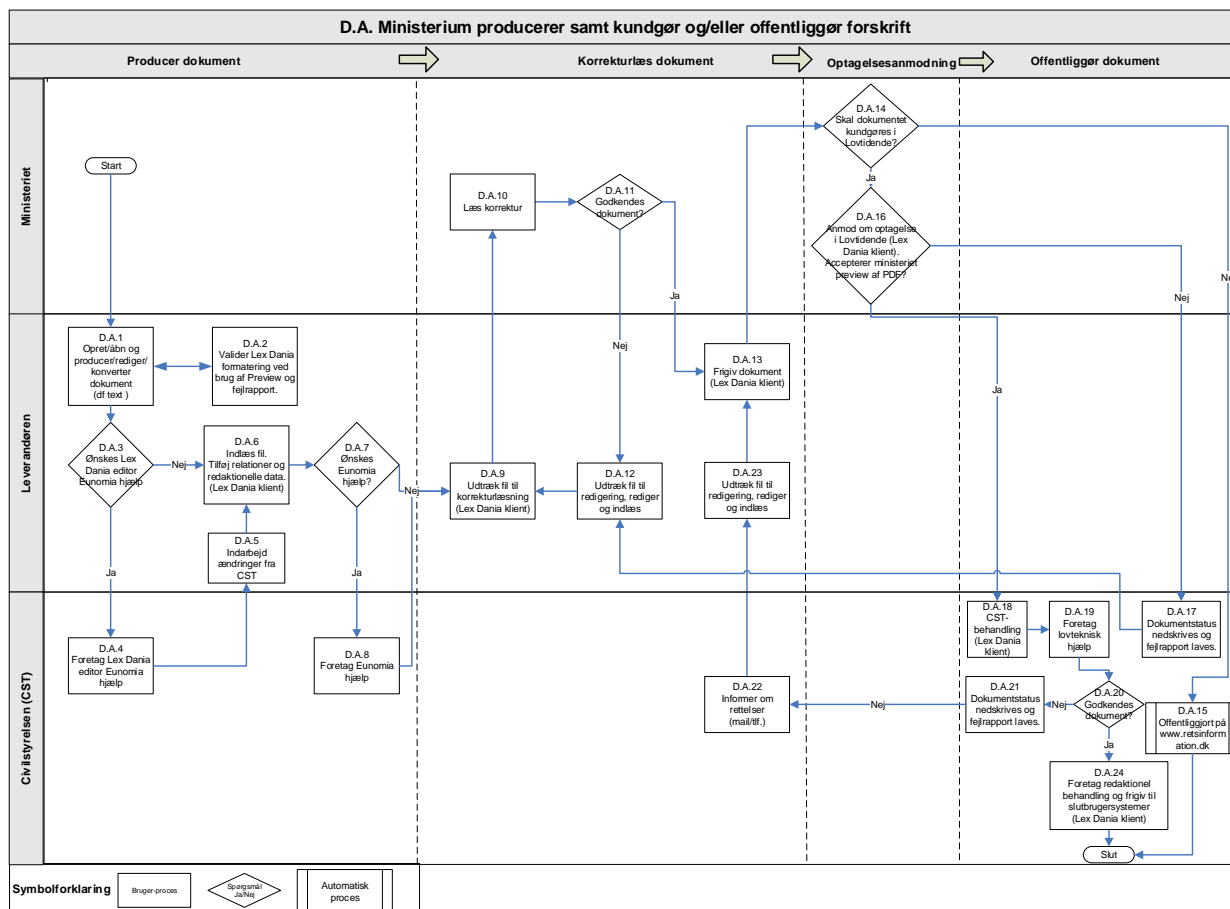 D.A. Ministerium producerer samt kundgør og/eller offentliggør forskrift
Producer dokument
Korrekturlæs dokument
Optagelsesanmodning
Offentliggør dokument
Ministeriet
Start
D.A.10
Læs korrektur
D.A.11
Godkendes
dokument?
D.A.14
Skal dokumentet
kundgøres i
Lovtidende?
Ja
D.A.16
Anmod om optagelse
i Lovtidende (Lex
Dania klient).
Accepterer ministeriet
preview af PDF?
Ja
Nej
Leverandøren
D.A.1
Opret/åbn og
producer/rediger/
konverter
dokument
(df text )
D.A.2
Valider Lex Dania
formatering ved
brug af Preview og
fejlrapport.
D.A.3
Ønskes Lex
Dania editor
Eunomia hjælp
Nej
D.A.6
Indlæs fil.
Tilføj relationer og
redaktionelle data.
(Lex Dania klient)
D.A.7
Ønskes
Eunomia
hjælp?
Nej
D.A.5
Indarbejd
ændringer fra
CST
Ja
Ja
D.A.9
Udtræk fil til
korrekturlæsning
(Lex Dania klient)
Nej
D.A.12
Udtræk fil til
redigering, rediger
og indlæs
D.A.13
Frigiv dokument
(Lex Dania klient)
D.A.23
Udtræk fil til
redigering, rediger
og indlæs
Ja
Civilstyrelsen (CST)
D.A.4
Foretag Lex Dania
editor Eunomia
hjælp
D.A.8
Foretag Eunomia
hjælp
D.A.22
Informer om
rettelser
(mail/tlf.)
Nej
D.A.18
CST-
behandling
(Lex Dania
klient)
D.A.19
Foretag
lovteknisk
hjælp
D.A.17
Dokumentstatus
nedskrives og
fejlrapport laves.
D.A.21
Dokumentstatus
nedskrives og
fejlrapport laves.
Nej
D.A.20
Godkendes
dokument?
Ja
D.A.15
Offentliggjort på
www.retsinform
ation.dk
D.A.24
Foretag redaktionel
behandling og frigiv til
slutbrugersystemer
(Lex Dania klient)
Slut
Symbolforklaring
Bruger-proces
Spørgsmål
Ja/Nej
Automatisk
proces